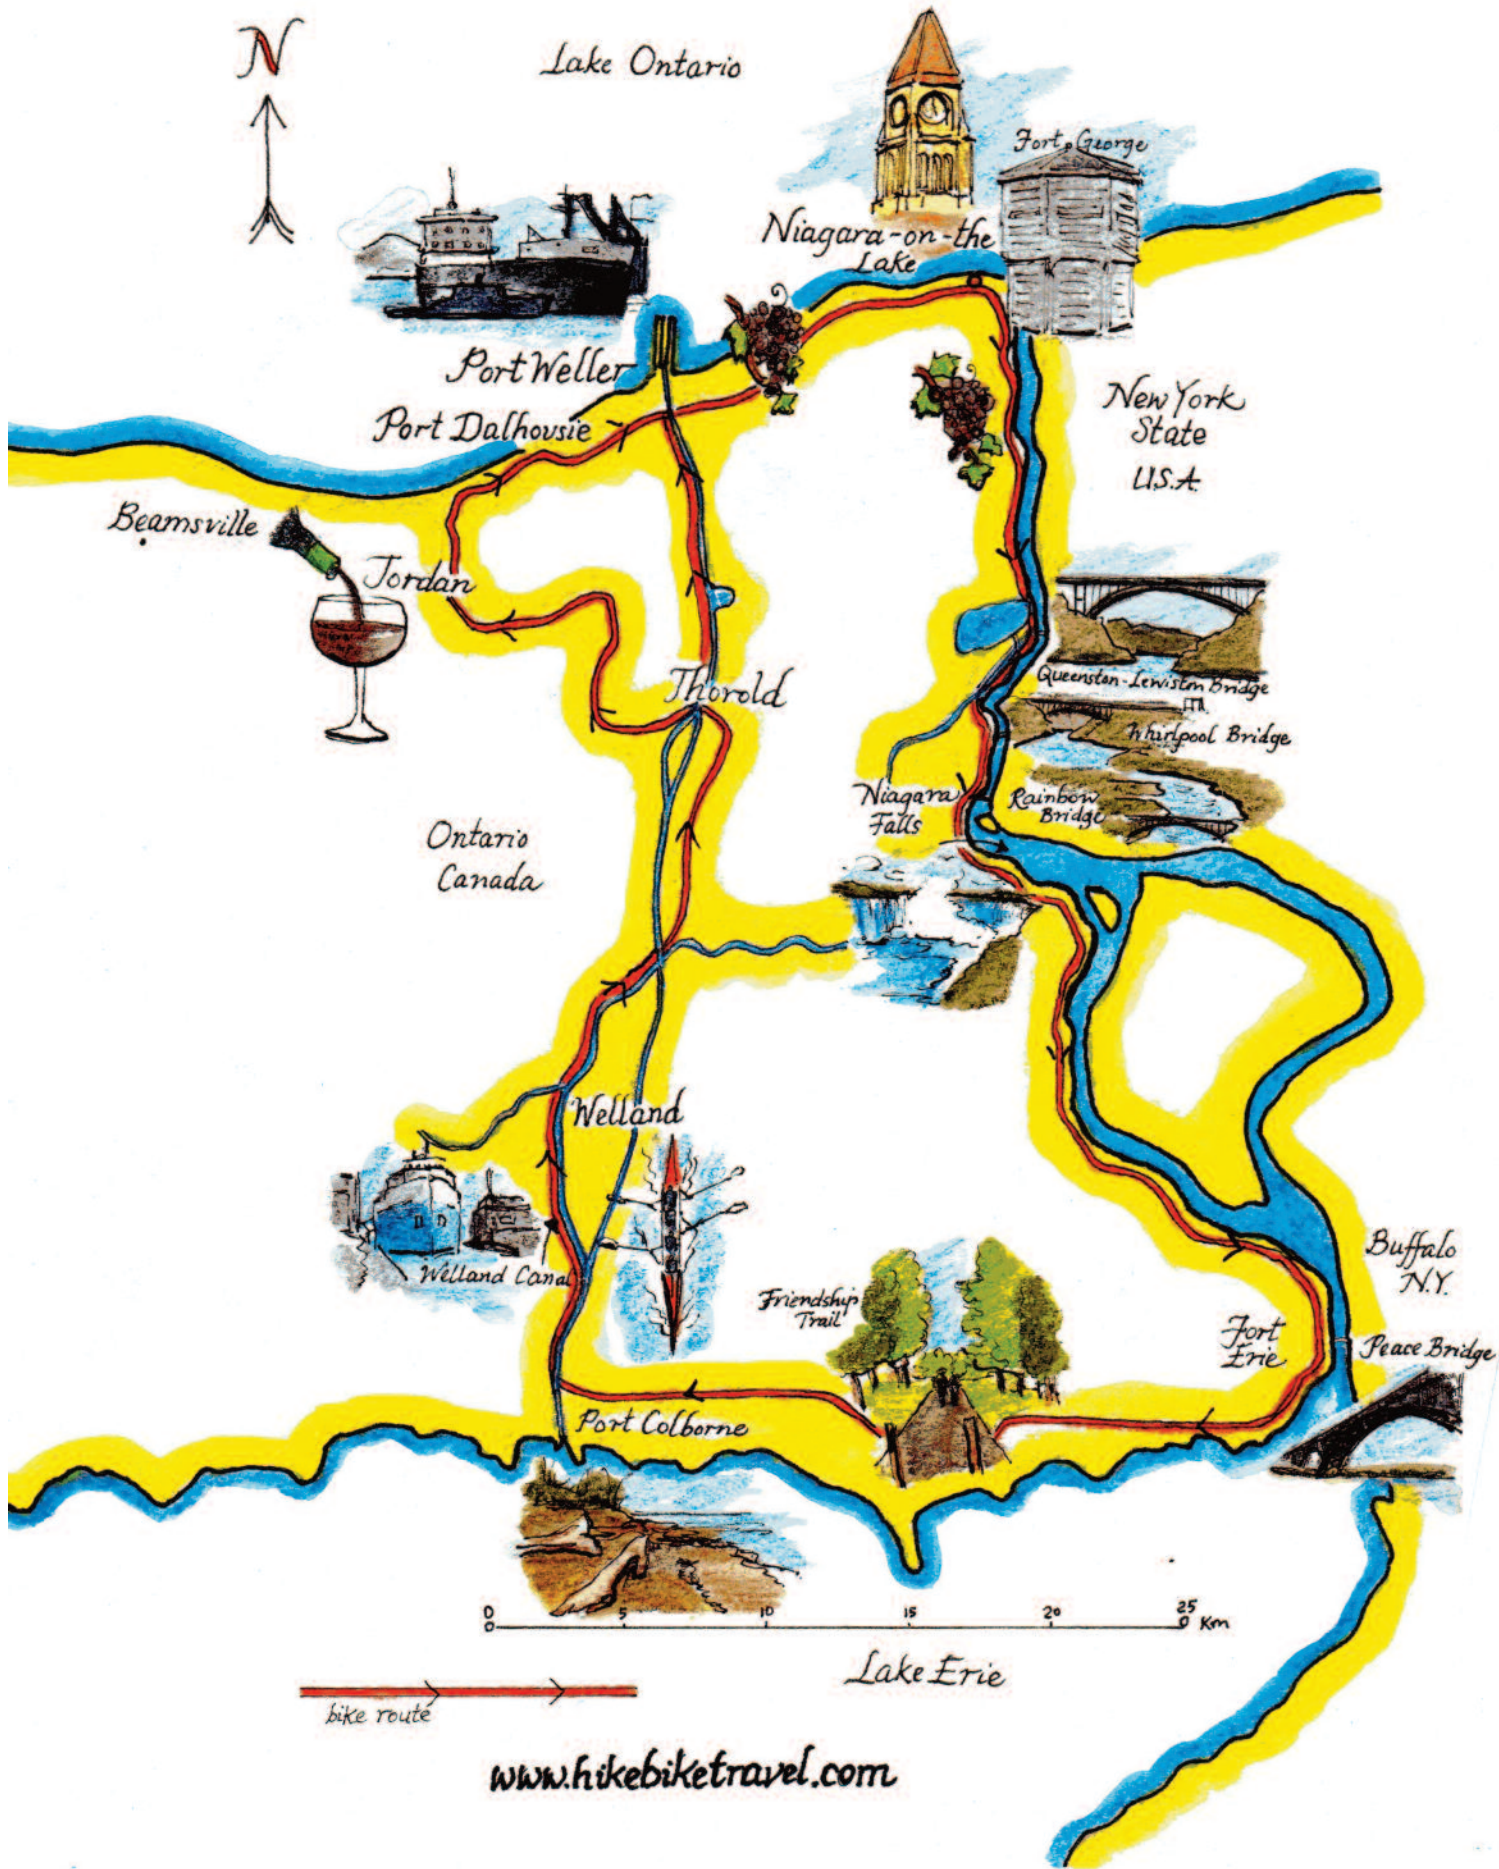 N
Lake Ontario
Fort George
Niagara-on-the
Lake
Port Weller
Port Dalhousie
New York
State
U.S.A.
Beamsville
Jordan
Queenston-Lewiston Bridge
Thorold
Whirlpool Bridge
Niagara
Falls
Rainbow
Bridge
Ontario
Canada
Welland
Welland Canal
Buffalo
N.Y.
Friendship
Trail
Fort
Erie
Peace Bridge
Port Colborne
0 5 10 15 20 25
0 0 Km
Lake Erie
bike route
www.hikebiketravel.com